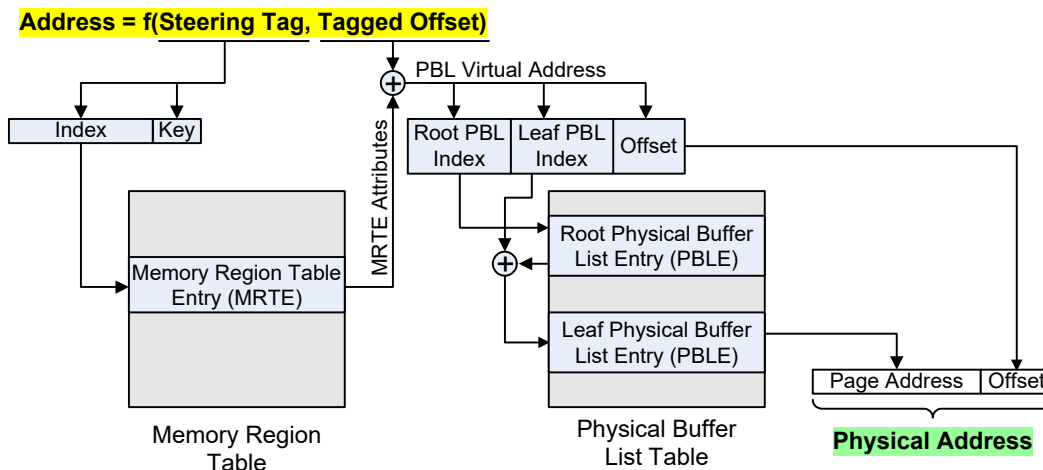 Address = f(Steering Tag, Tagged Offset)
PBL Virtual Address
Index
Key
Root PBL
Index
Leaf PBL
Index
Offset
MRTE Attributes
Root Physical Buffer
List Entry (PBLE)
Memory Region Table
Entry (MRTE)
Leaf Physical Buffer
List Entry (PBLE)
Page Address
Offset
Memory Region
Table
Physical Buffer
List Table
Physical Address